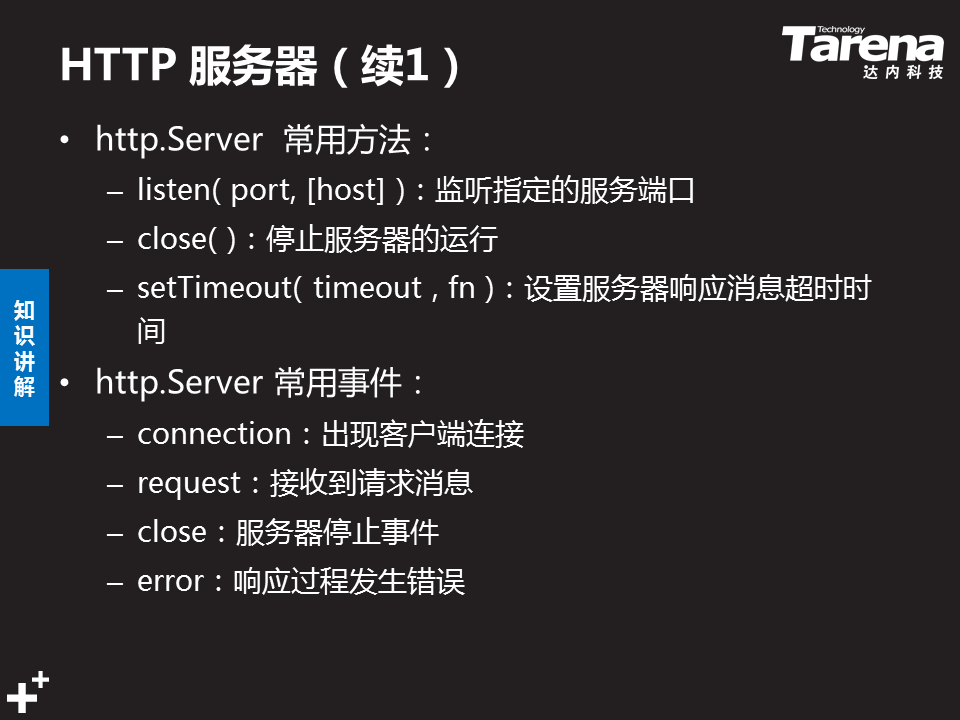 HTTP 服务器（续1）
Technology
Tarena
达内科技
• http.Server 常用方法：
– listen( port, [host] )：监听指定的服务端口
– close( )：停止服务器的运行
– setTimeout( timeout , fn )：设置服务器响应消息超时时
间
知识讲解
• http.Server 常用事件：
– connection：出现客户端连接
– request：接收到请求消息
– close：服务器停止事件
– error：响应过程发生错误